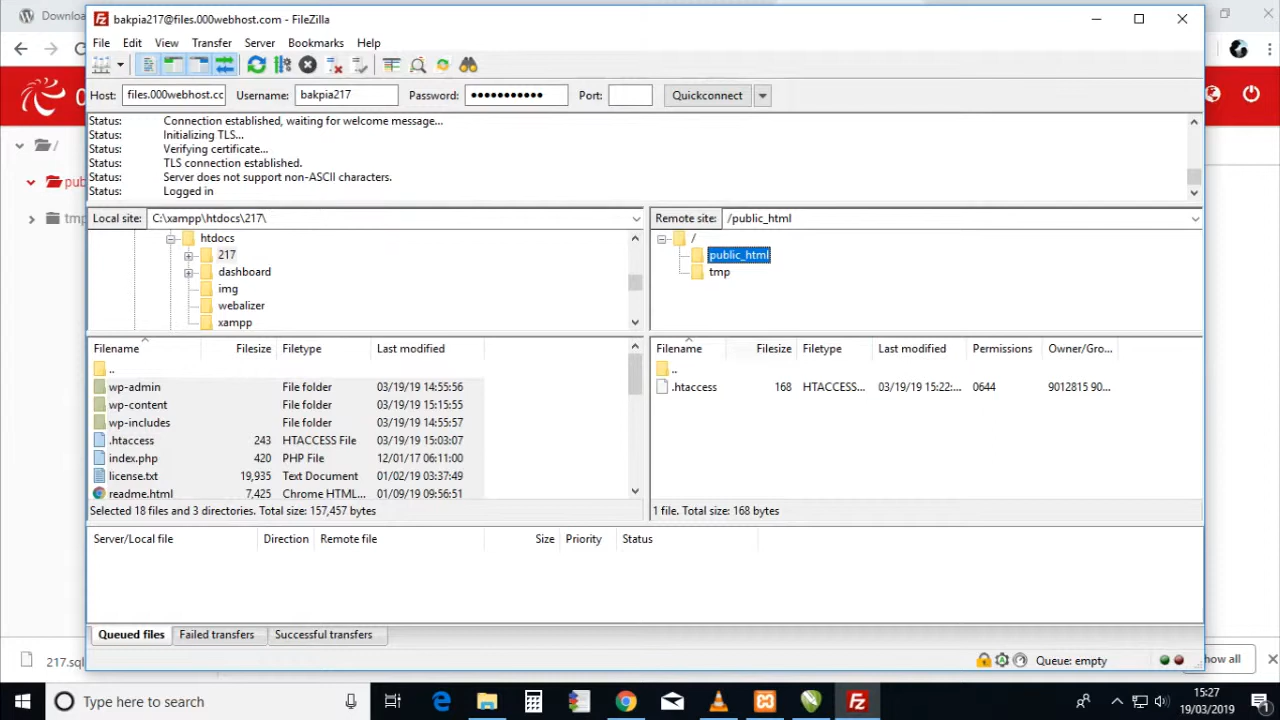 Downloa
bakpia217@files.000webhost.com - FileZilla
File Edit View Transfer Server Bookmarks Help
Host: files.000webhost.cc Username: bakpia217 Password: ●●●●●●●●●●● Port: Quickconnect
Status: Connection established, waiting for welcome message...
Status: Initializing TLS...
Status: Verifying certificate...
Status: TLS connection established.
Status: Server does not support non-ASCII characters.
Status: Logged in
Local site: C:\xampp\htdocs\217\
htdocs
217
dashboard
img
webalizer
xampp
Remote site: /public_html
/
public_html
tmp
/
pub
tmp
Filename Filesize Filetype Last modified
..
wp-admin File folder 03/19/19 14:55:56
wp-content File folder 03/19/19 15:15:55
wp-includes File folder 03/19/19 14:55:57
.htaccess 243 HTACCESS File 03/19/19 15:03:07
index.php 420 PHP File 12/01/17 06:11:00
license.txt 19,935 Text Document 01/02/19 03:37:49
readme.html 7,425 Chrome HTML... 01/09/19 09:56:51
Selected 18 files and 3 directories. Total size: 157,457 bytes
Filename Filesize Filetype Last modified Permissions Owner/Gro...
..
.htaccess 168 HTACCESS... 03/19/19 15:22:... 0644 9012815 90...
1 file. Total size: 168 bytes
Server/Local file Direction Remote file Size Priority Status
Queued files Failed transfers Successful transfers
Queue: empty
217.sql
how all
Type here to search
15:27
19/03/2019
1